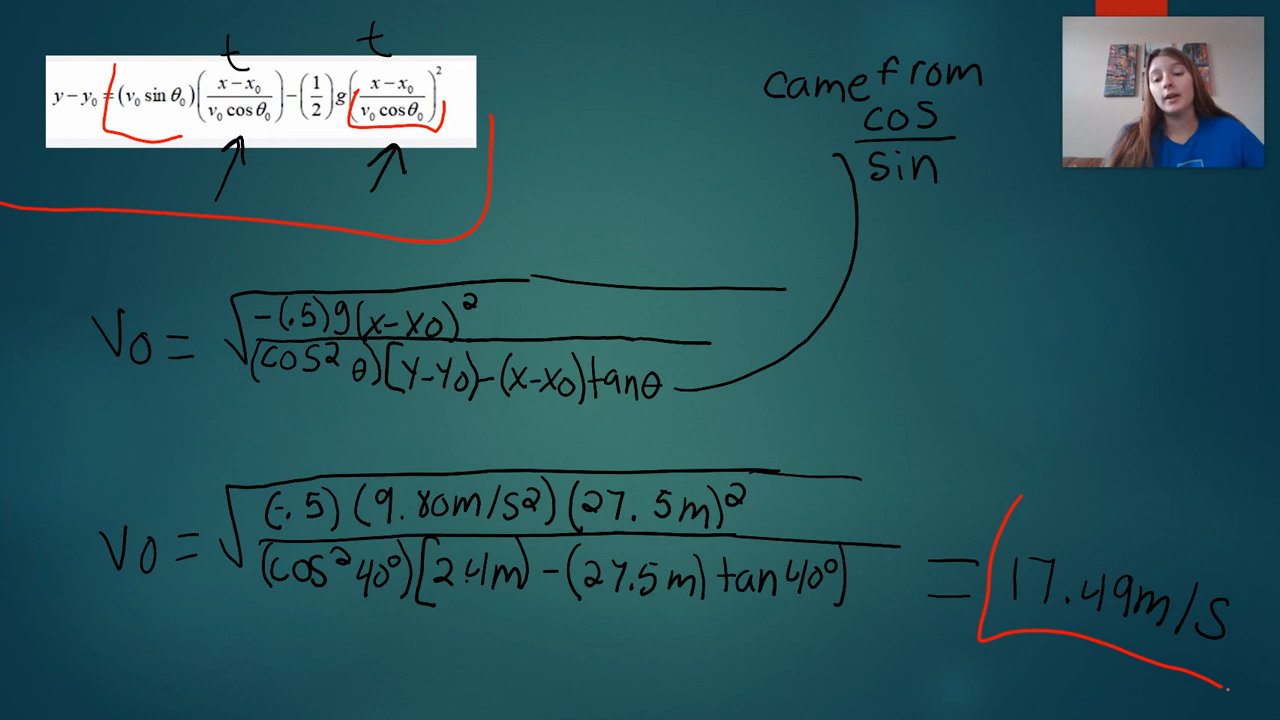 t t
y − y₀ = (v₀ sin θ₀)((x − x₀)/(v₀ cos θ₀)) − (1/2)g((x − x₀)/(v₀ cos θ₀))²
came from
cos
sin
V0 = √(-(.5)g(x-x0)² / (cos²θ)[y-y0)-(x-x0)tanθ
V0 = √((-.5)(9.80m/s2)(27.5m)² / (cos²40°)[2.4m)-(27.5m)tan40°]) = 17.49m/s